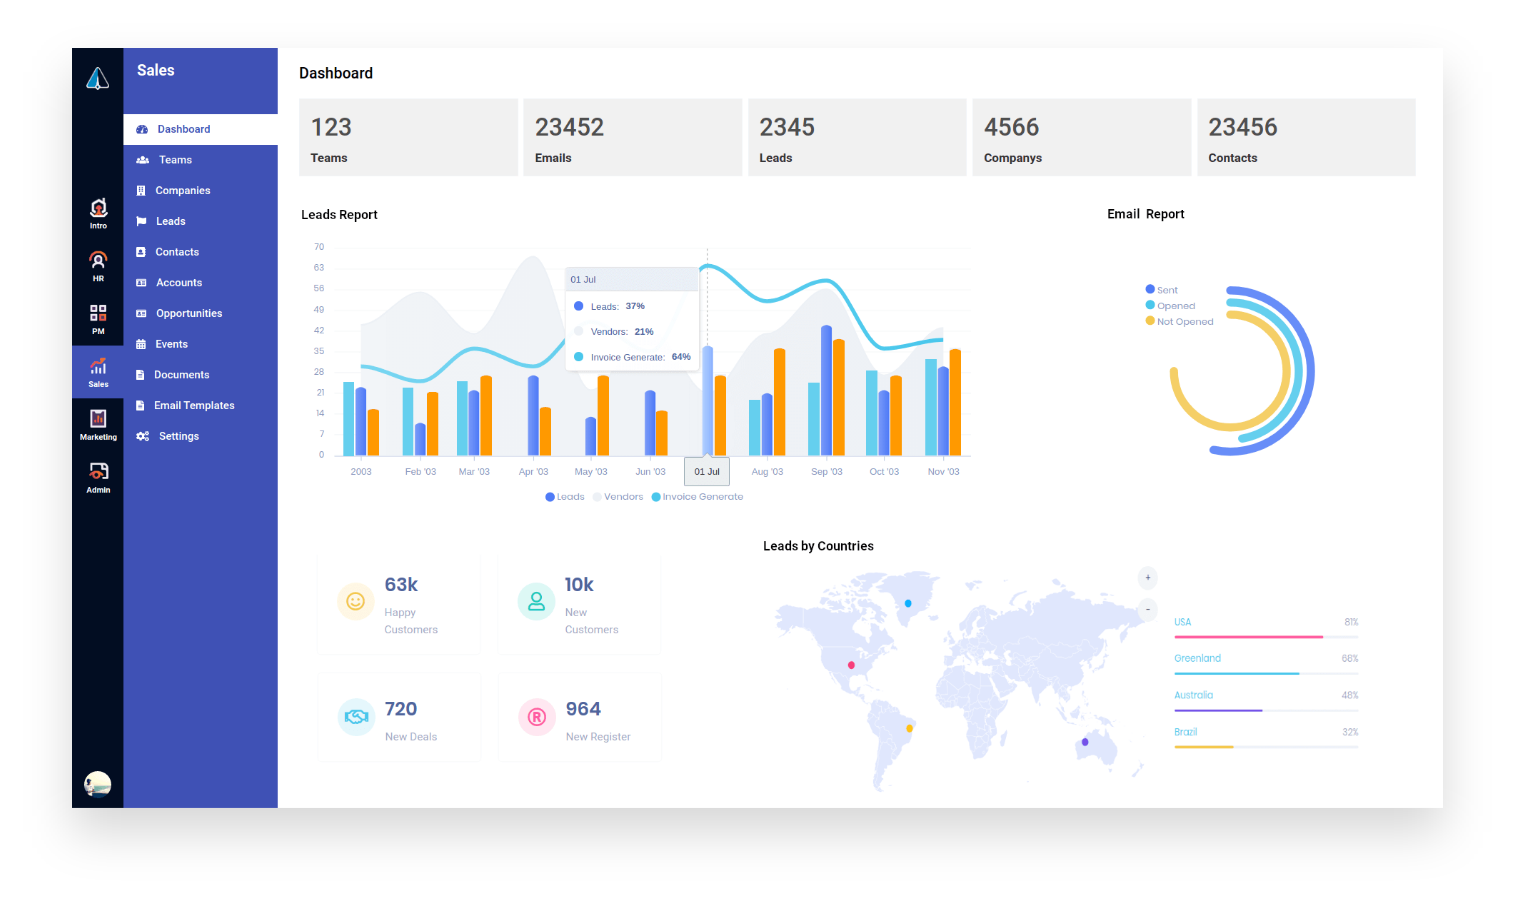 Sales
Dashboard
Teams
Companies
Leads
Contacts
Accounts
Opportunities
Events
Documents
Email Templates
Settings
Intro
HR
PM
Sales
Marketing
Admin
Dashboard
123
Teams
23452
Emails
2345
Leads
4566
Companys
23456
Contacts
Leads Report
70
63
56
49
42
35
28
21
14
7
0
01 Jul
Leads: 37%
Vendors: 21%
Invoice Generate: 64%
2003 Feb '03 Mar '03 Apr '03 May '03 Jun '03 01 Jul Aug '03 Sep '03 Oct '03 Nov '03
Leads Vendors Invoice Generate
Email Report
Sent
Opened
Not Opened
63k
Happy
Customers
10k
New
Customers
720
New Deals
R
964
New Register
Leads by Countries
+
-
USA 81%
Greenland 68%
Australia 48%
Brazil 32%